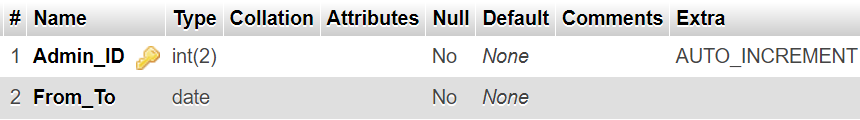 # Name Type Collation Attributes Null Default Comments Extra
1 Admin_ID int(2) No None AUTO_INCREMENT
2 From_To date No None